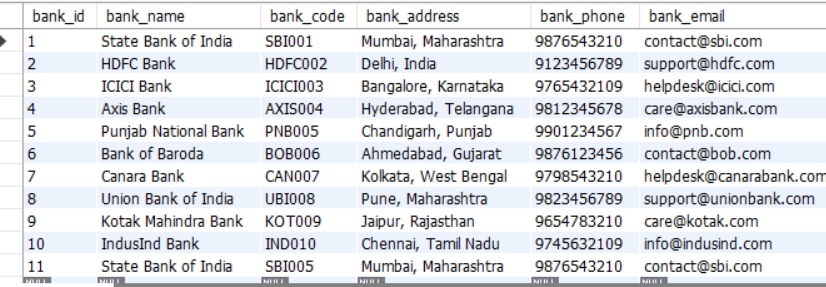 bank_id bank_name bank_code bank_address bank_phone bank_email
1 State Bank of India SBI001 Mumbai, Maharashtra 9876543210 contact@sbi.com
2 HDFC Bank HDFC002 Delhi, India 9123456789 support@hdfc.com
3 ICICI Bank ICICI003 Bangalore, Karnataka 9765432109 helpdesk@icici.com
4 Axis Bank AXIS004 Hyderabad, Telangana 9812345678 care@axisbank.com
5 Punjab National Bank PNB005 Chandigarh, Punjab 9901234567 info@pnb.com
6 Bank of Baroda BOB006 Ahmedabad, Gujarat 9876123456 contact@bob.com
7 Canara Bank CAN007 Kolkata, West Bengal 9798543210 helpdesk@canarabank.com
8 Union Bank of India UBI008 Pune, Maharashtra 9823456789 support@unionbank.com
9 Kotak Mahindra Bank KOT009 Jaipur, Rajasthan 9654783210 care@kotak.com
10 IndusInd Bank IND010 Chennai, Tamil Nadu 9745632109 info@indusind.com
11 State Bank of India SBI005 Mumbai, Maharashtra 9876543210 contact@sbi.com
NULL NULL NULL NULL NULL NULL